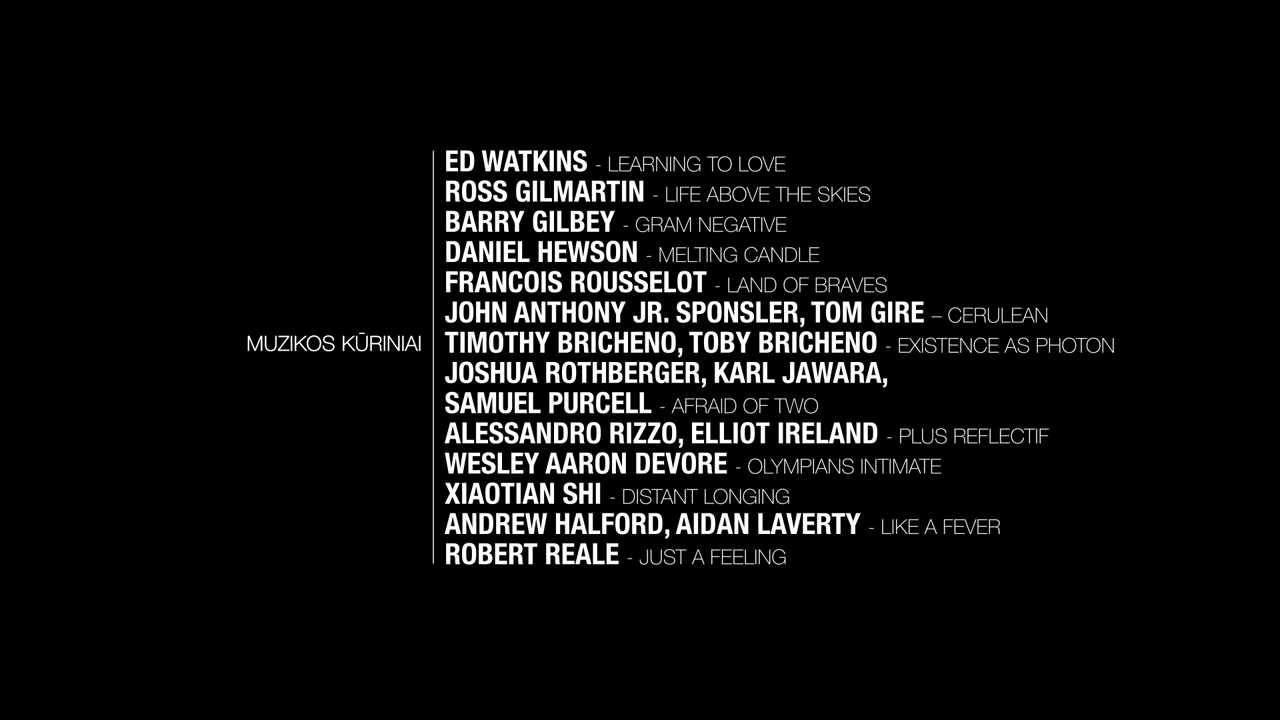 MUZIKOS KŪRINIAI
ED WATKINS - LEARNING TO LOVE
ROSS GILMARTIN - LIFE ABOVE THE SKIES
BARRY GILBEY - GRAM NEGATIVE
DANIEL HEWSON - MELTING CANDLE
FRANCOIS ROUSSELOT - LAND OF BRAVES
JOHN ANTHONY JR. SPONSLER, TOM GIRE – CERULEAN
TIMOTHY BRICHENO, TOBY BRICHENO - EXISTENCE AS PHOTON
JOSHUA ROTHBERGER, KARL JAWARA,
SAMUEL PURCELL - AFRAID OF TWO
ALESSANDRO RIZZO, ELLIOT IRELAND - PLUS REFLECTIF
WESLEY AARON DEVORE - OLYMPIANS INTIMATE
XIAOTIAN SHI - DISTANT LONGING
ANDREW HALFORD, AIDAN LAVERTY - LIKE A FEVER
ROBERT REALE - JUST A FEELING